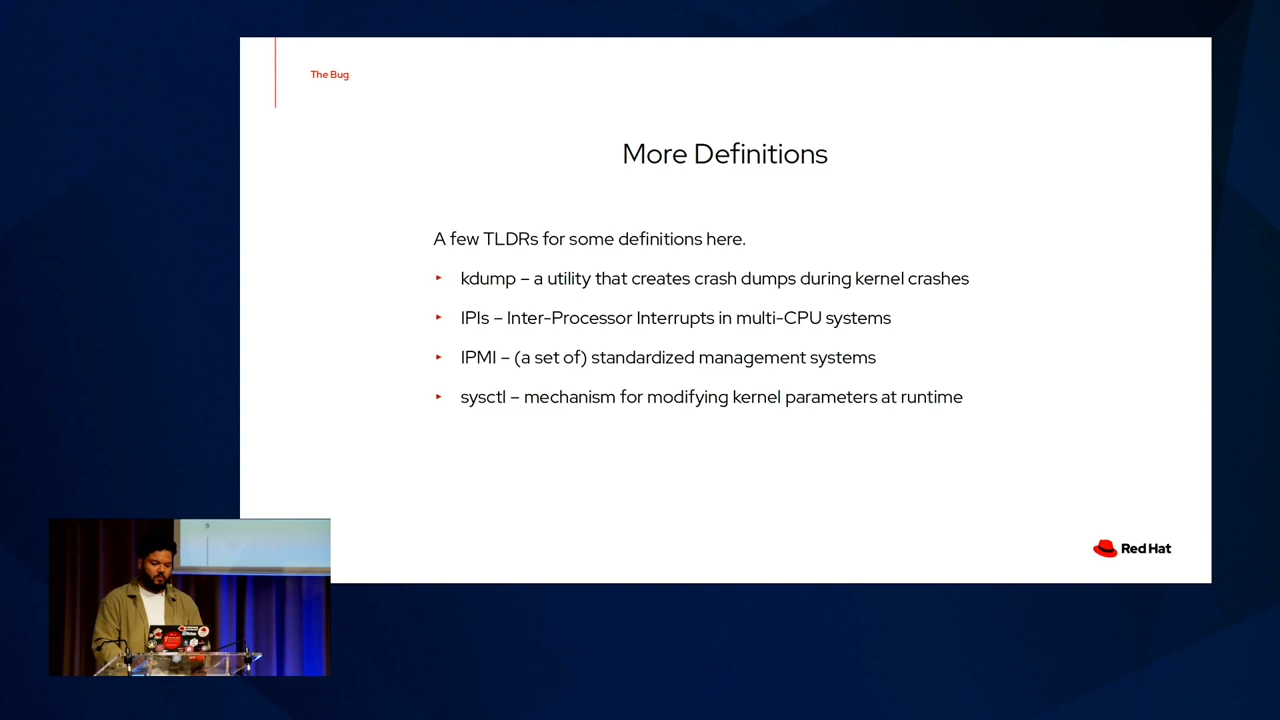 The Bug
More Definitions
A few TLDRs for some definitions here.
kdump – a utility that creates crash dumps during kernel crashes
IPIs – Inter-Processor Interrupts in multi-CPU systems
IPMI – (a set of) standardized management systems
sysctl – mechanism for modifying kernel parameters at runtime
Red Hat